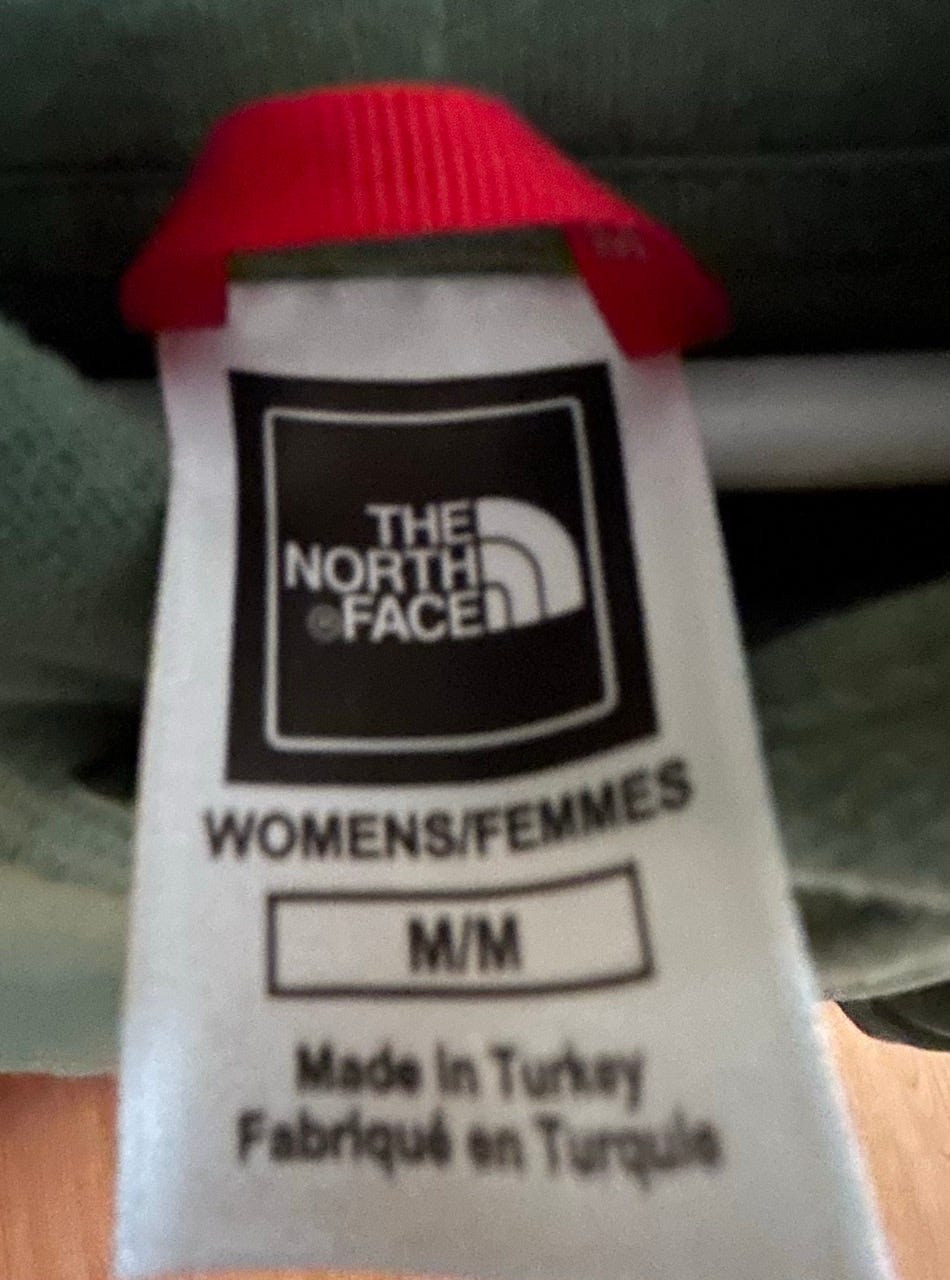 THE
NORTH
®FACE
WOMENS/FEMMES
M/M
Made in Turkey
Fabriqué en Turquie